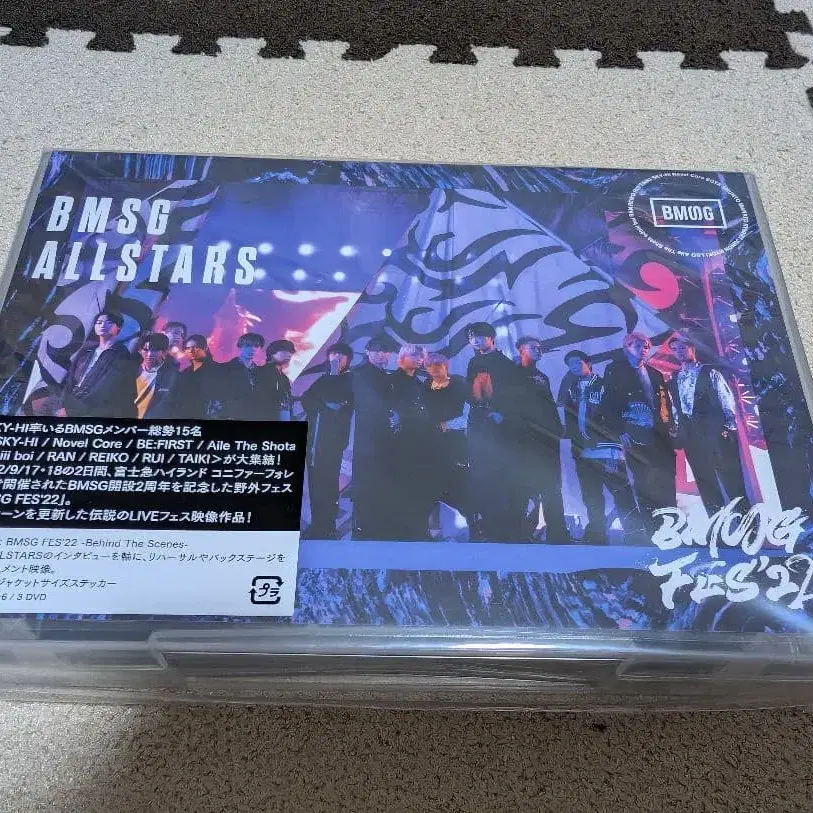 BMSG
ALLSTARS
BMSG
KY-HI率いるBMSGメンバー総勢15名
SKY-HI / Novel Core / BE:FIRST / Aile The Shota
iii boi / RAN / REIKO / RUI / TAIKI>が大集結!
2/9/17・18の2日間、富士急ハイランド コニファーフォレ
開催されたBMSG開設2周年を記念した野外フェス
G FES'22」。
ーンを更新した伝説のLIVEフェス映像作品!
: BMSG FES'22 -Behind The Scenes-
LLSTARSのインタビューを軸に、リハーサルやバックステージを
メント映像。
ジャケットサイズステッカー
6 / 3 DVD
プラ
BMSG
FES'22